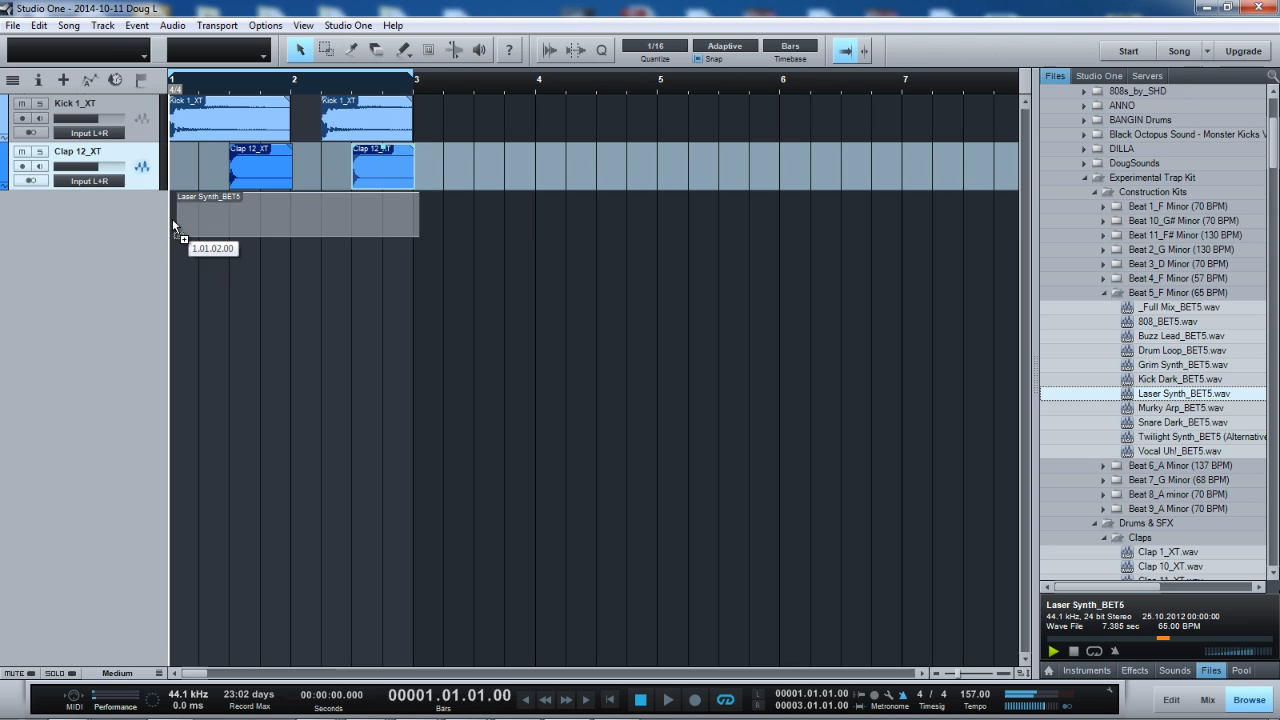 Studio One - 2014-10-11 Doug L
File Edit Song Track Event Audio Transport Options View Studio One Help
? Q 1/16 Quantize Adaptive Snap Bars Timebase Start Song Upgrade
1 2 3 4 5 6 7
4/4
Files Studio One Servers
M S Kick 1_XT
Input L+R
Kick 1_XT Kick 1_XT
M S Clap 12_XT
Input L+R
Clap 12_XT Clap 12_XT
Laser Synth_BET5
1.01.02.00
808s_by_SHD
ANNO
BANGIN Drums
Black Octopus Sound - Monster Kicks
DILLA
DougSounds
Experimental Trap Kit
Construction Kits
Beat 1_F Minor (70 BPM)
Beat 10_G# Minor (70 BPM)
Beat 11_F# Minor (130 BPM)
Beat 2_G Minor (130 BPM)
Beat 3_D Minor (70 BPM)
Beat 4_F Minor (57 BPM)
Beat 5_F Minor (65 BPM)
_Full Mix_BET5.wav
808_BET5.wav
Buzz Lead_BET5.wav
Drum Loop_BET5.wav
Grim Synth_BET5.wav
Kick Dark_BET5.wav
Laser Synth_BET5.wav
Murky Arp_BET5.wav
Snare Dark_BET5.wav
Twilight Synth_BET5 (Alternative
Vocal Uh!_BET5.wav
Beat 6_A Minor (137 BPM)
Beat 7_G Minor (68 BPM)
Beat 8_A minor (70 BPM)
Beat 9_A Minor (70 BPM)
Drums & SFX
Claps
Clap 1_XT.wav
Clap 10_XT.wav
Laser Synth_BET5
44.1 kHz, 24 bit Stereo 25.10.2012 00:00:00
Wave File 7.385 sec 65.00 BPM
MUTE SOLO Medium
Instruments Effects Sounds Files Pool
MIDI Performance 44.1 kHz 0.0 ms 23:02 days Record Max 00:00:00.000 Seconds 00001.01.01.00 Bars L R 00001.01.01.00 00003.01.01.00 Metronome 4 / 4 Timesig 157.00 Tempo Edit Mix Browse